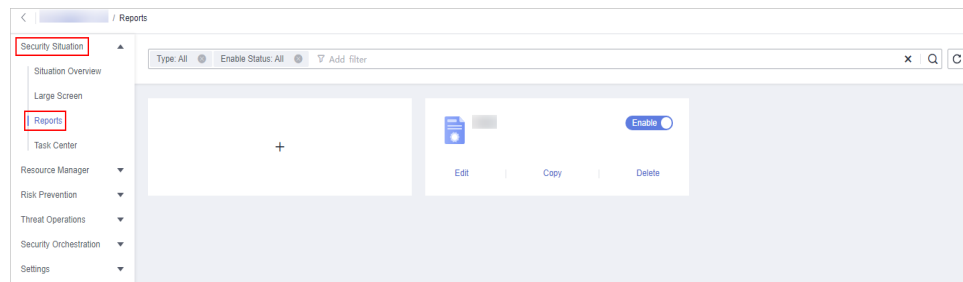 / Reports
Security Situation
Type: All Enable Status: All Add filter
Situation Overview
Large Screen
Reports
Enable
Task Center
Resource Manager
Edit Copy Delete
Risk Prevention
Threat Operations
Security Orchestration
Settings